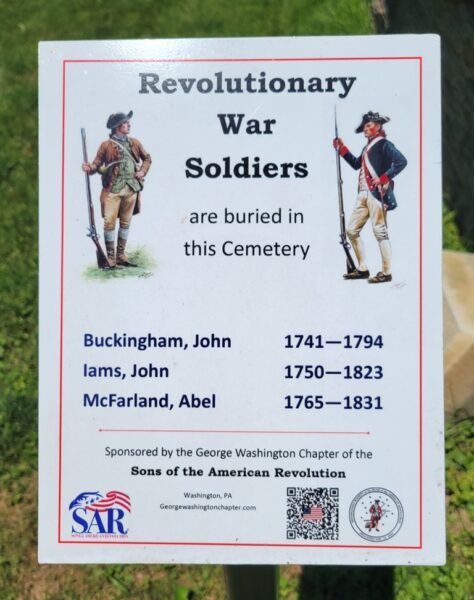 Revolutionary
War
Soldiers
are buried in
this Cemetery
Buckingham, John 1741—1794
Iams, John 1750—1823
McFarland, Abel 1765—1831
Sponsored by the George Washington Chapter of the
Sons of the American Revolution
Washington, PA
Georgewashingtonchapter.com
SAR